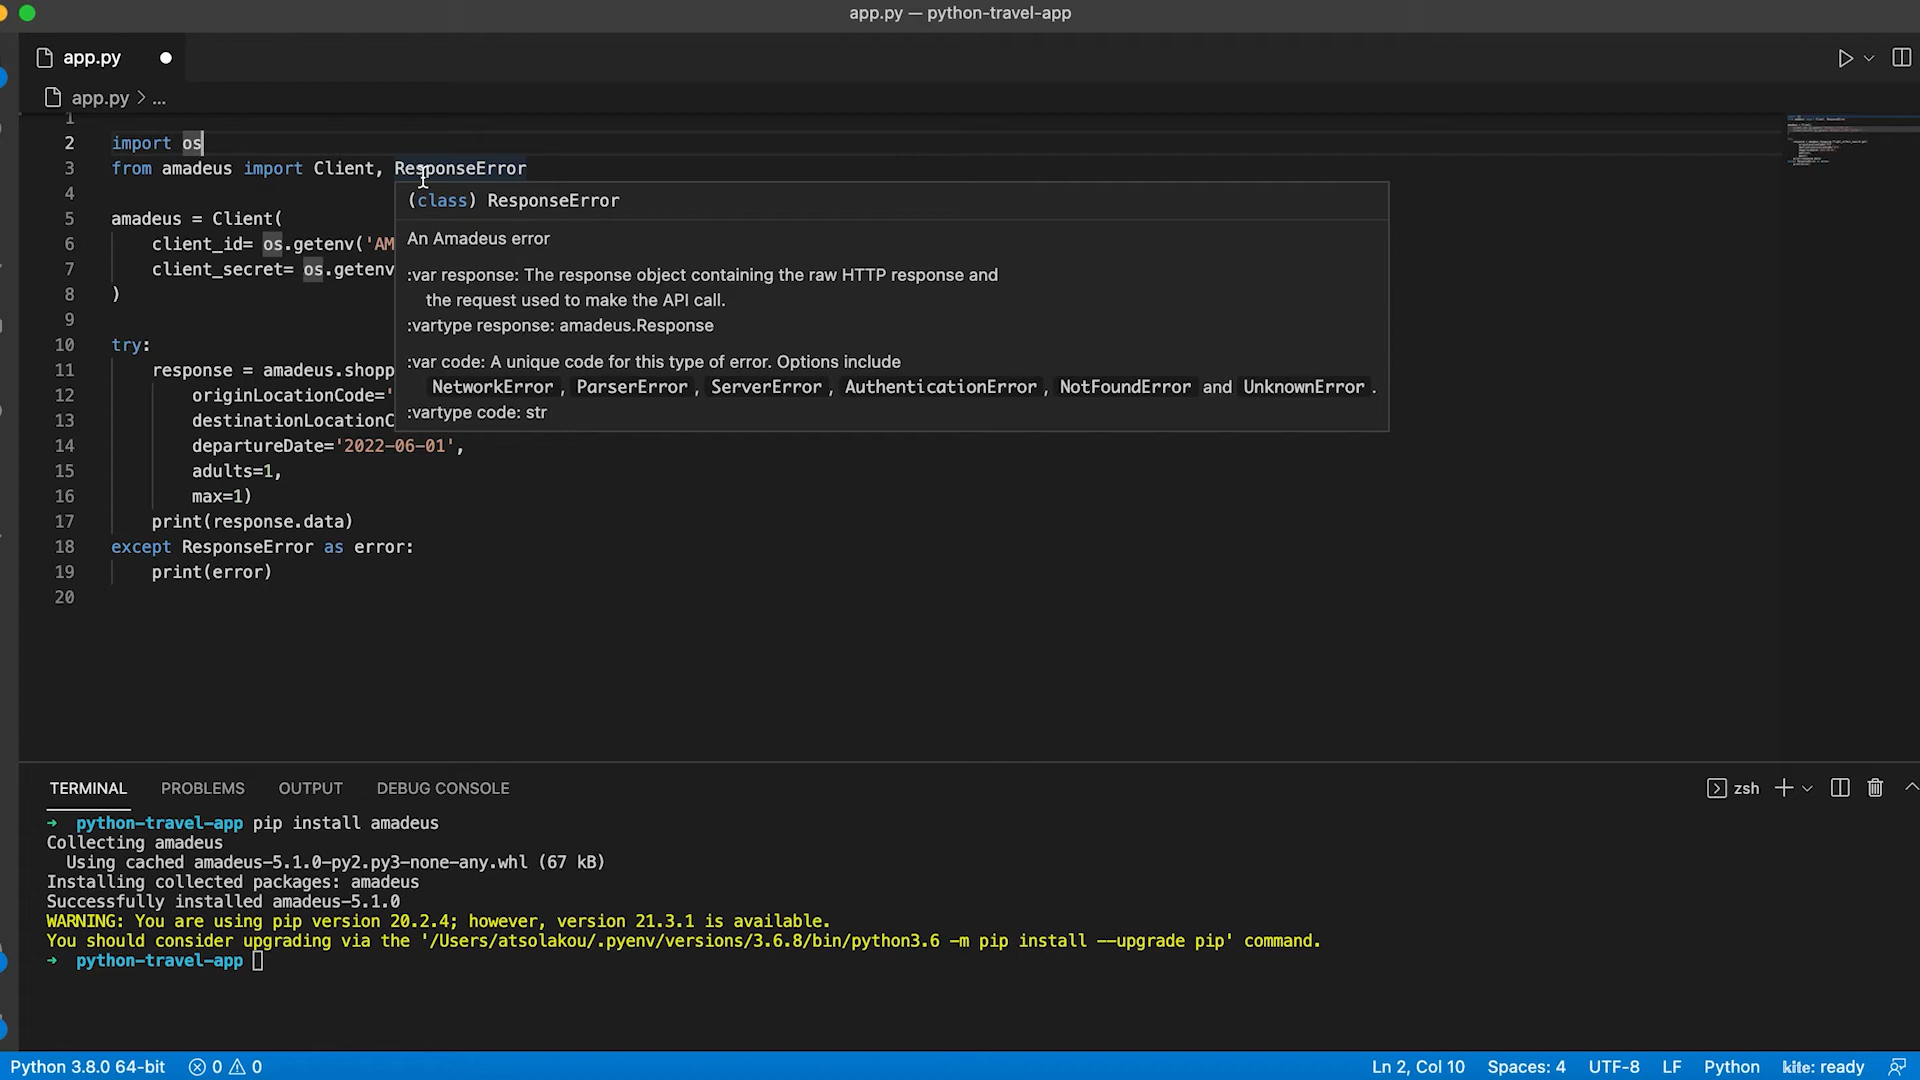 app.py — python-travel-app
app.py
app.py > ...
1
2 import os
3 from amadeus import Client, ResponseError
(class) ResponseError
4
5 amadeus = Client(
An Amadeus error
6 client_id= os.getenv('AM
7 client_secret= os.getenv
:var response: The response object containing the raw HTTP response and
8 )
the request used to make the API call.
9
:vartype response: amadeus.Response
10 try:
:var code: A unique code for this type of error. Options include
11 response = amadeus.shopp
NetworkError, ParserError, ServerError, AuthenticationError, NotFoundError and UnknownError.
12 originLocationCode='
:vartype code: str
13 destinationLocationC
14 departureDate='2022-06-01',
15 adults=1,
16 max=1)
17 print(response.data)
18 except ResponseError as error:
19 print(error)
20
TERMINAL PROBLEMS OUTPUT DEBUG CONSOLE zsh
→ python-travel-app pip install amadeus
Collecting amadeus
Using cached amadeus-5.1.0-py2.py3-none-any.whl (67 kB)
Installing collected packages: amadeus
Successfully installed amadeus-5.1.0
WARNING: You are using pip version 20.2.4; however, version 21.3.1 is available.
You should consider upgrading via the '/Users/atsolakou/.pyenv/versions/3.6.8/bin/python3.6 -m pip install --upgrade pip' command.
→ python-travel-app
Python 3.8.0 64-bit 0 0 Ln 2, Col 10 Spaces: 4 UTF-8 LF Python kite: ready